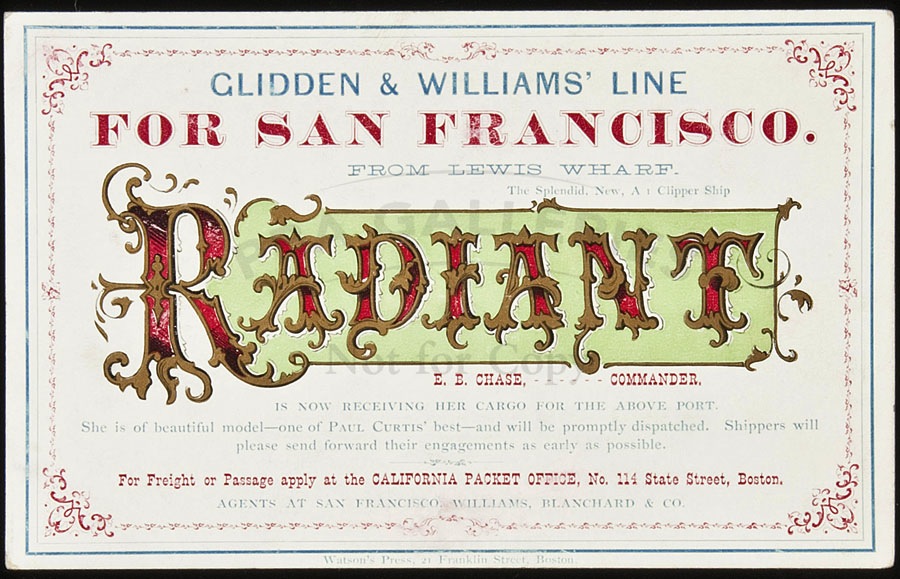 GLIDDEN & WILLIAMS' LINE
FOR SAN FRANCISCO.
FROM LEWIS WHARF.
The Splendid, New, A 1 Clipper Ship
RADIANT
E. B. CHASE, - - - - - - - - COMMANDER,
IS NOW RECEIVING HER CARGO FOR THE ABOVE PORT.
She is of beautiful model—one of PAUL CURTIS' best—and will be promptly dispatched. Shippers will
please send forward their engagements as early as possible.
For Freight or Passage apply at the CALIFORNIA PACKET OFFICE, No. 114 State Street, Boston.
AGENTS AT SAN FRANCISCO, WILLIAMS, BLANCHARD & CO.
Watson's Press, 21 Franklin Street, Boston.
Not for Copy